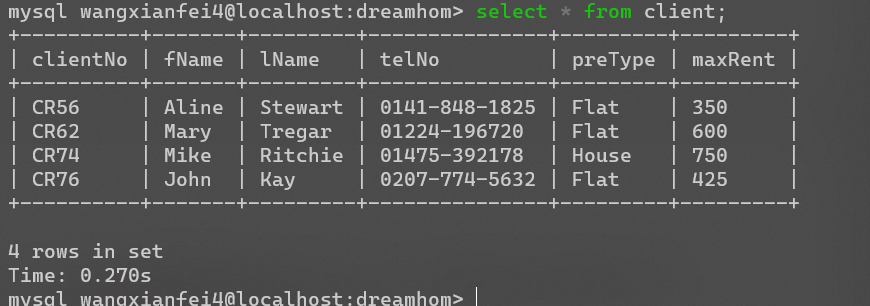 mysql wangxianfei4@localhost:dreamhom> select * from client;
+----------+-------+---------+---------------+---------+---------+
| clientNo | fName | lName   | telNo         | preType | maxRent |
+----------+-------+---------+---------------+---------+---------+
| CR56     | Aline | Stewart | 0141-848-1825 | Flat    | 350     |
| CR62     | Mary  | Tregar  | 01224-196720  | Flat    | 600     |
| CR74     | Mike  | Ritchie | 01475-392178  | House   | 750     |
| CR76     | John  | Kay     | 0207-774-5632 | Flat    | 425     |
+----------+-------+---------+---------------+---------+---------+
4 rows in set
Time: 0.270s
mysql wangxianfei4@localhost:dreamhom>